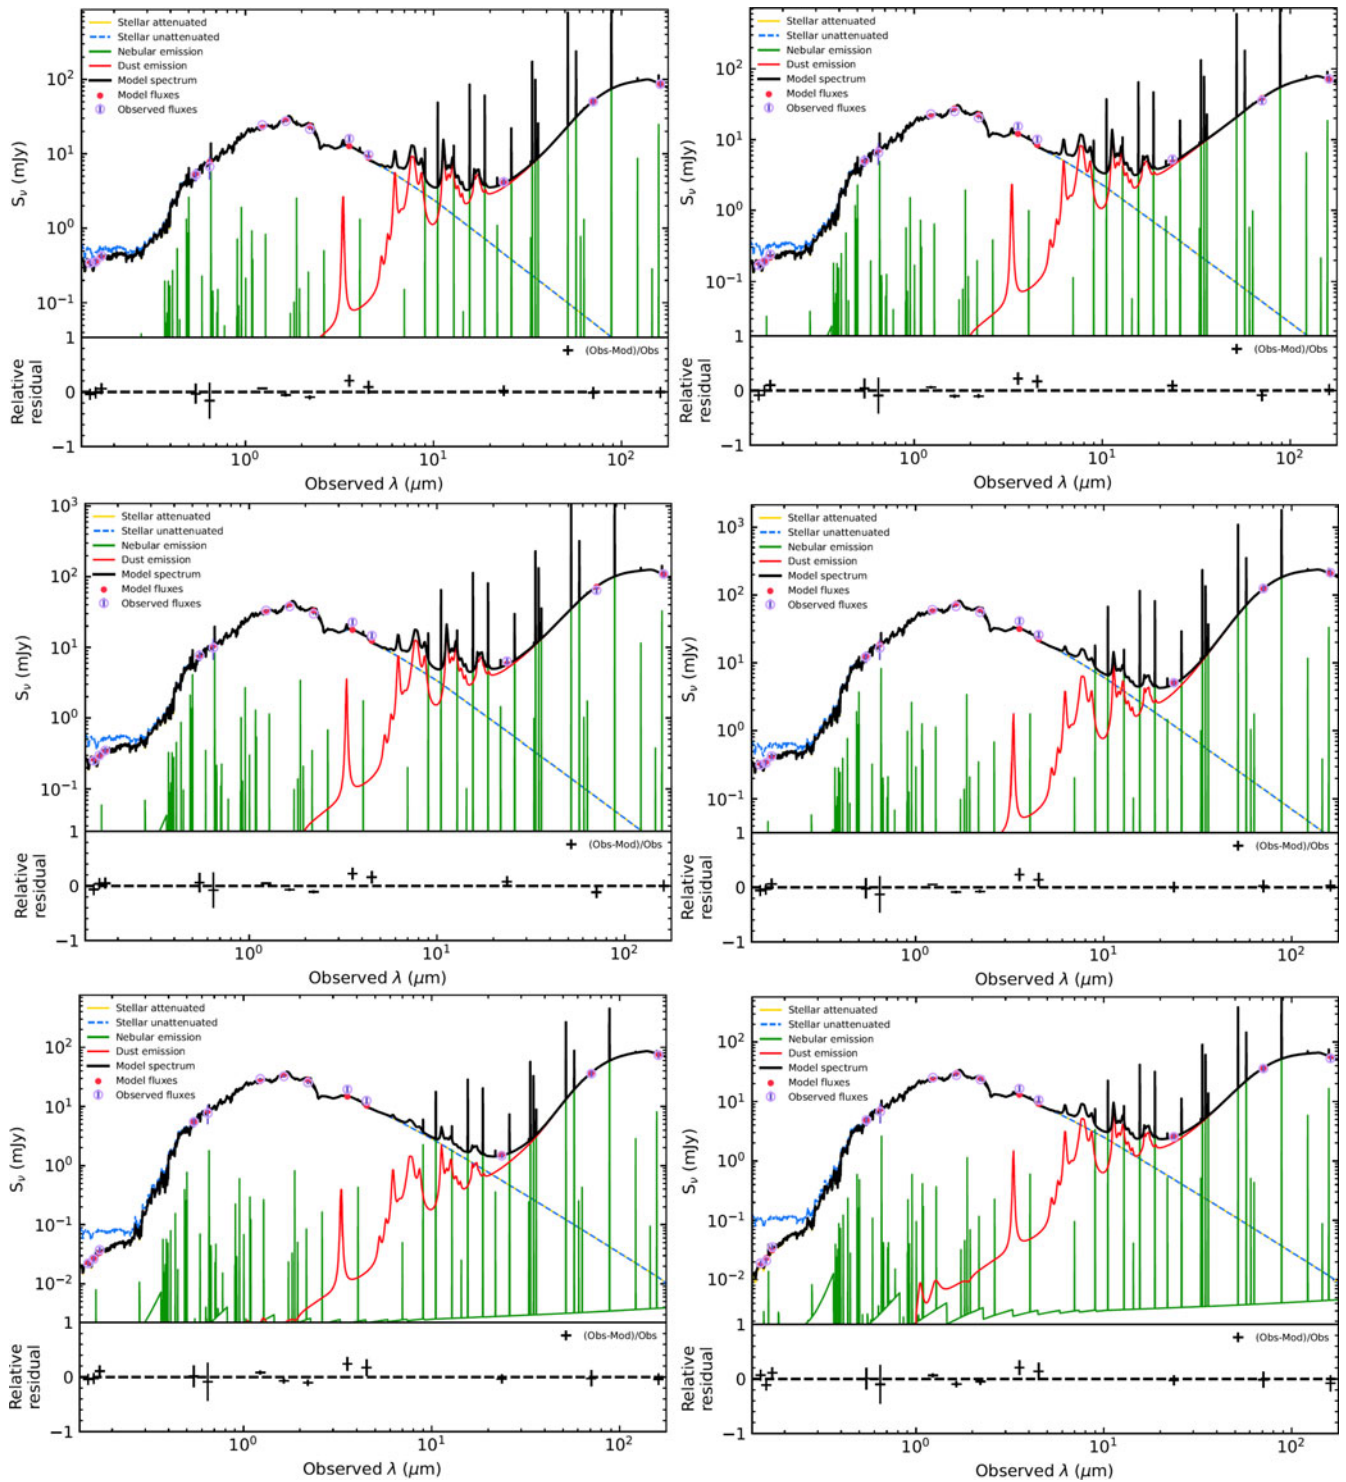 Stellar attenuated
Stellar unattenuated
Nebular emission
Dust emission
Model spectrum
Model fluxes
Observed fluxes
10²
10¹
10⁰
10⁻¹
Sν (mJy)
1
0
−1
Relative
residual
(Obs-Mod)/Obs
10⁰ 10¹ 10²
Observed λ (μm)
Stellar attenuated
Stellar unattenuated
Nebular emission
Dust emission
Model spectrum
Model fluxes
Observed fluxes
10²
10¹
10⁰
10⁻¹
Sν (mJy)
1
0
−1
Relative
residual
(Obs-Mod)/Obs
10⁰ 10¹ 10²
Observed λ (μm)
Stellar attenuated
Stellar unattenuated
Nebular emission
Dust emission
Model spectrum
Model fluxes
Observed fluxes
10³
10²
10¹
10⁰
10⁻¹
Sν (mJy)
1
0
−1
Relative
residual
(Obs-Mod)/Obs
10⁰ 10¹ 10²
Observed λ (μm)
Stellar attenuated
Stellar unattenuated
Nebular emission
Dust emission
Model spectrum
Model fluxes
Observed fluxes
10³
10²
10¹
10⁰
10⁻¹
Sν (mJy)
1
0
−1
Relative
residual
(Obs-Mod)/Obs
10⁰ 10¹ 10²
Observed λ (μm)
Stellar attenuated
Stellar unattenuated
Nebular emission
Dust emission
Model spectrum
Model fluxes
Observed fluxes
10²
10¹
10⁰
10⁻¹
10⁻²
Sν (mJy)
1
0
−1
Relative
residual
(Obs-Mod)/Obs
10⁰ 10¹ 10²
Observed λ (μm)
Stellar attenuated
Stellar unattenuated
Nebular emission
Dust emission
Model spectrum
Model fluxes
Observed fluxes
10²
10¹
10⁰
10⁻¹
10⁻²
Sν (mJy)
1
0
−1
Relative
residual
(Obs-Mod)/Obs
10⁰ 10¹ 10²
Observed λ (μm)